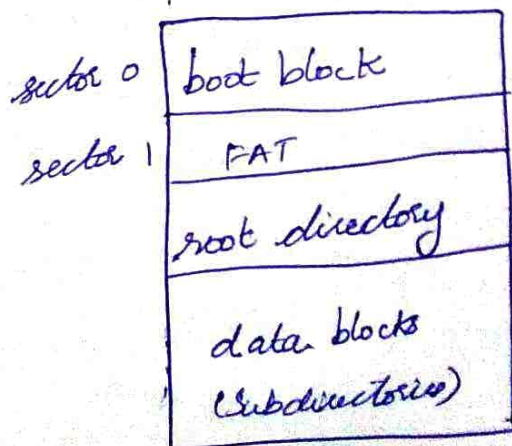 sector 0 boot block
sector 1 FAT
root directory
data blocks
(Subdirectories)